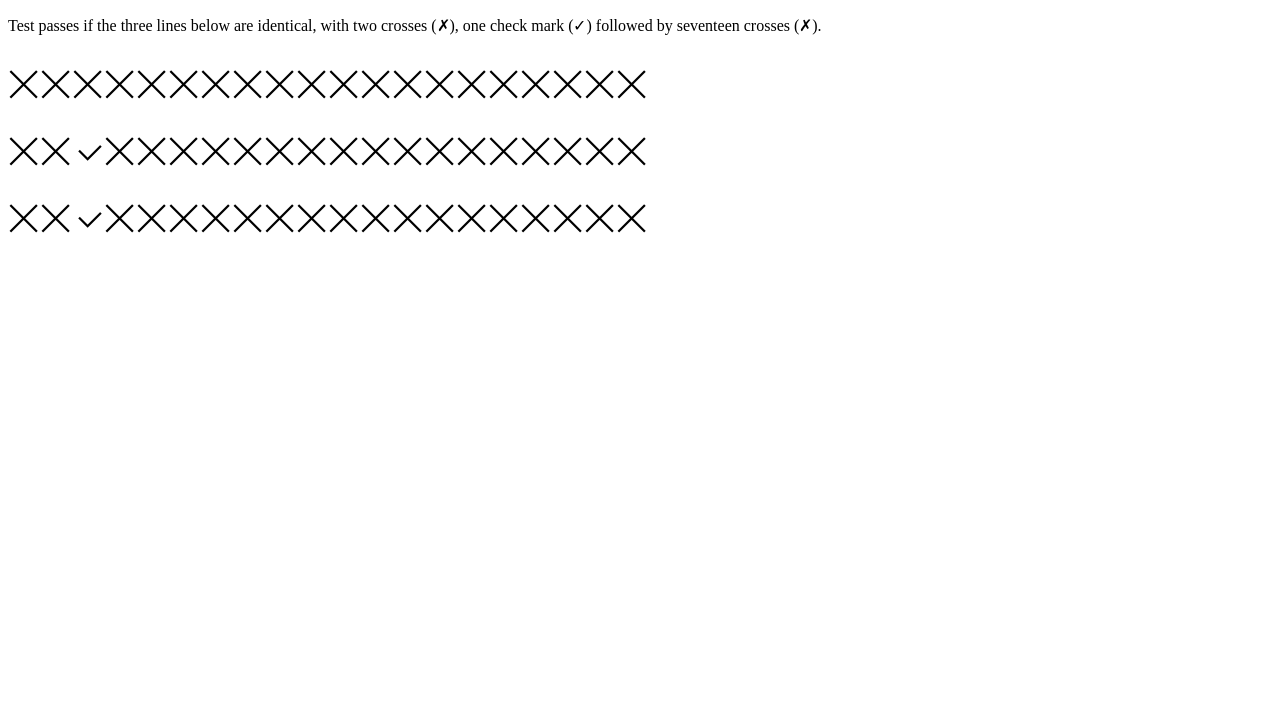 Test passes if the three lines below are identical, with two crosses (✗), one check mark (✓) followed by seventeen crosses (✗).
✗✗✗✗✗✗✗✗✗✗✗✗✗✗✗✗✗✗✗✗
✗✗✓✗✗✗✗✗✗✗✗✗✗✗✗✗✗✗✗✗
✗✗✓✗✗✗✗✗✗✗✗✗✗✗✗✗✗✗✗✗